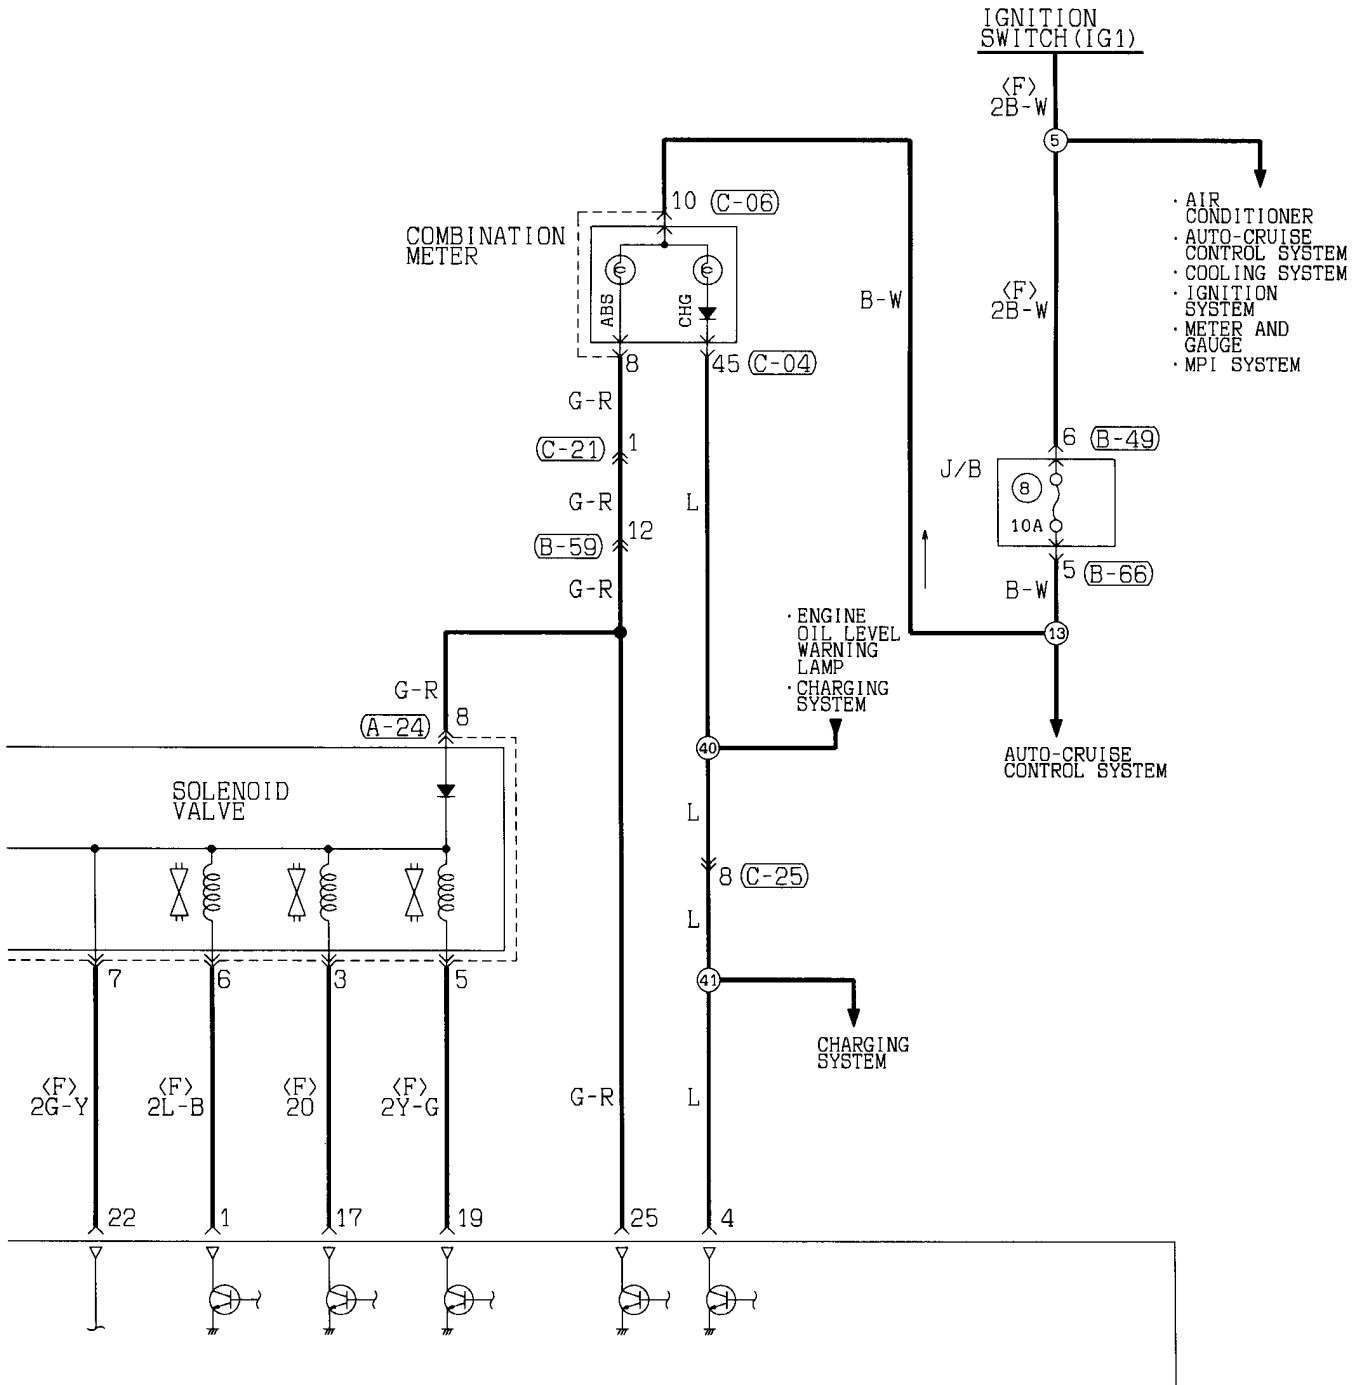 IGNITION
SWITCH(IG1)
<F>
2B-W
5
· AIR
CONDITIONER
· AUTO-CRUISE
CONTROL SYSTEM
· COOLING SYSTEM
· IGNITION
SYSTEM
· METER AND
GAUGE
· MPI SYSTEM
10 (C-06)
COMBINATION
METER
ABS
CHG
B-W
<F>
2B-W
8
45 (C-04)
G-R
(C-21) 1
6 (B-49)
J/B
8
10A
G-R
L
(B-59) 12
5 (B-66)
G-R
B-W
13
· ENGINE
OIL LEVEL
WARNING
LAMP
· CHARGING
SYSTEM
G-R
(A-24) 8
40
AUTO-CRUISE
CONTROL SYSTEM
SOLENOID
VALVE
L
8 (C-25)
L
7
6
3
5
41
CHARGING
SYSTEM
<F>
2G-Y
<F>
2L-B
<F>
2O
<F>
2Y-G
G-R
L
22
1
17
19
25
4